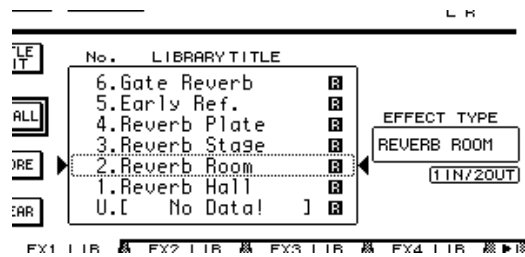 L R
No. LIBRARY TITLE
6.Gate Reverb R
5.Early Ref. R
4.Reverb Plate R
3.Reverb Stage R
2.Reverb Room R
1.Reverb Hall R
U.[ No Data! ] R
EFFECT TYPE
REVERB ROOM
1IN/2OUT
FX1 LIB FX2 LIB FX3 LIB FX4 LIB